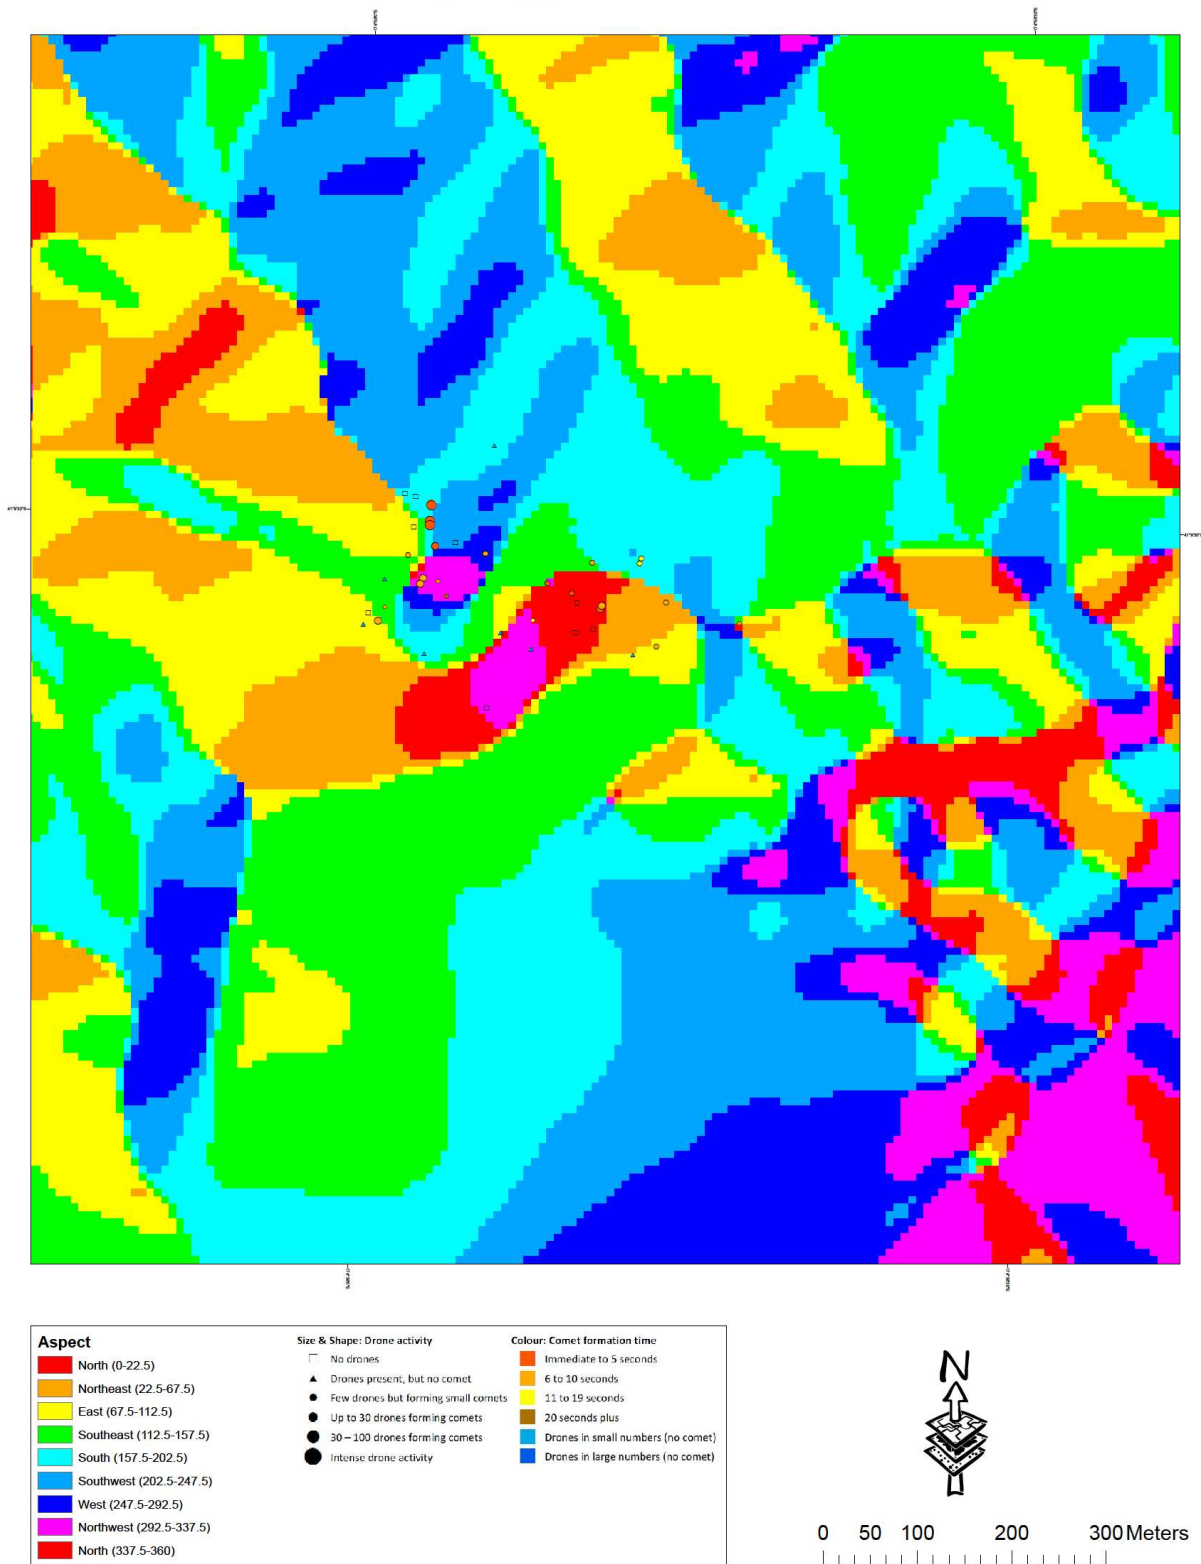 Aspect
North (0-22.5)
Northeast (22.5-67.5)
East (67.5-112.5)
Southeast (112.5-157.5)
South (157.5-202.5)
Southwest (202.5-247.5)
West (247.5-292.5)
Northwest (292.5-337.5)
North (337.5-360)
Size & Shape: Drone activity
No drones
Drones present, but no comet
Few drones but forming small comets
Up to 30 drones forming comets
30 – 100 drones forming comets
Intense drone activity
Colour: Comet formation time
Immediate to 5 seconds
6 to 10 seconds
11 to 19 seconds
20 seconds plus
Drones in small numbers (no comet)
Drones in large numbers (no comet)
N
0 50 100 200 300 Meters